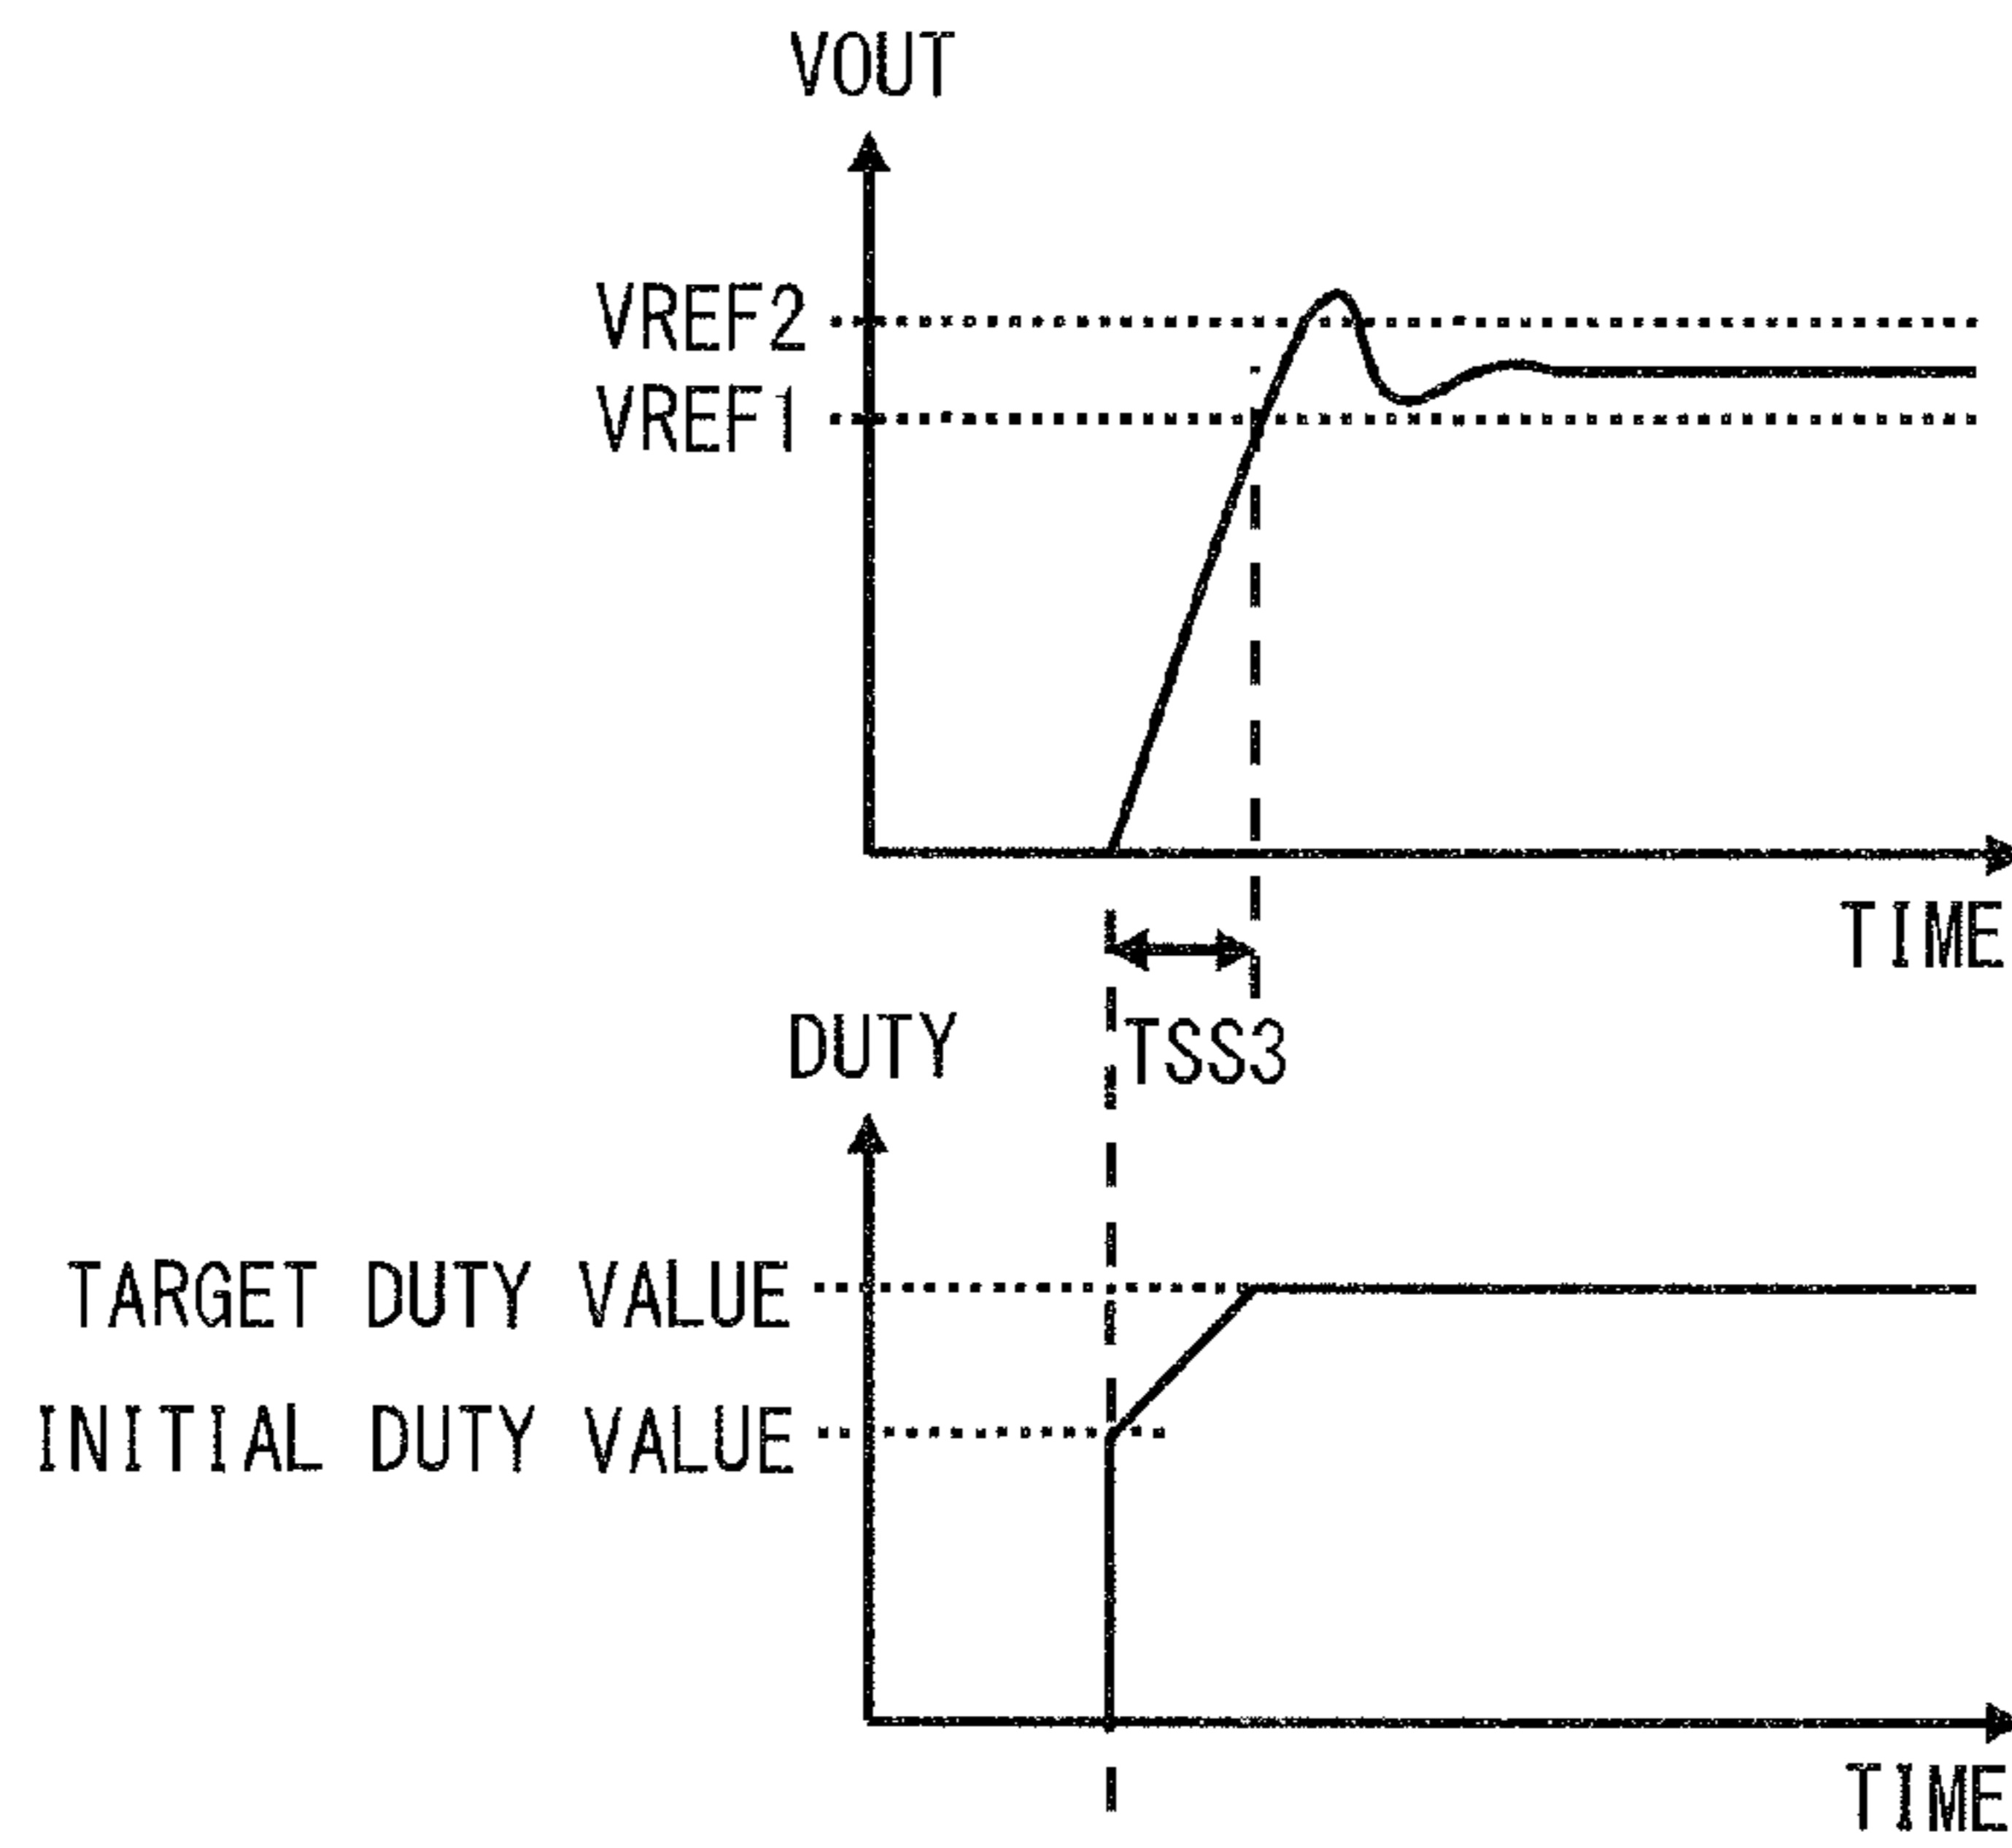 VOUT
VREF2
VREF1
TIME
TSS3
DUTY
TARGET DUTY VALUE
INITIAL DUTY VALUE
TIME